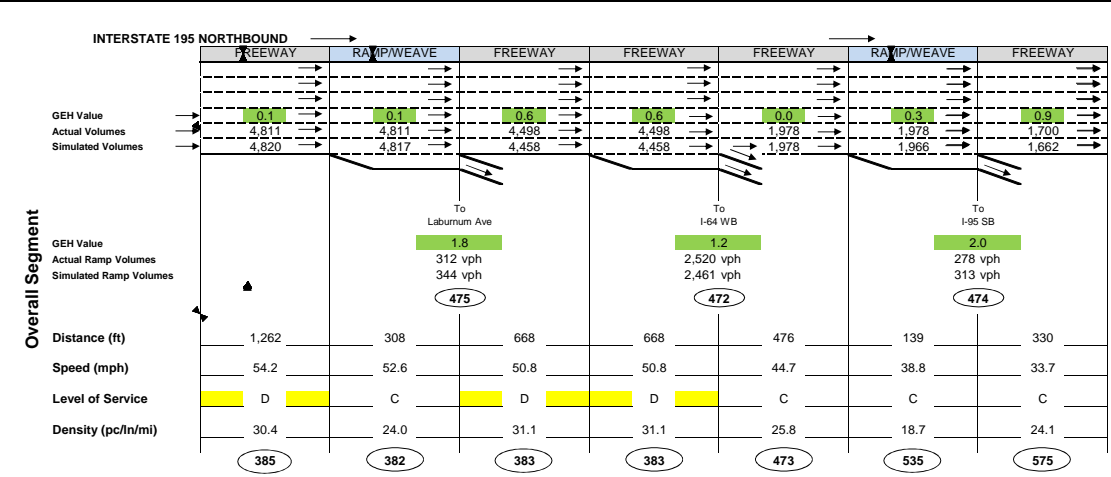 INTERSTATE 195 NORTHBOUND
FREEWAY RAMP/WEAVE FREEWAY FREEWAY FREEWAY RAMP/WEAVE FREEWAY
GEH Value 0.1 0.1 0.6 0.6 0.0 0.3 0.9
Actual Volumes 4,811 4,811 4,498 4,498 1,978 1,978 1,700
Simulated Volumes 4,820 4,817 4,458 4,458 1,978 1,966 1,662
To To To
Laburnum Ave I-64 WB I-95 SB
GEH Value 1.8 1.2 2.0
Actual Ramp Volumes 312 vph 2,520 vph 278 vph
Simulated Ramp Volumes 344 vph 2,461 vph 313 vph
475 472 474
Overall Segment
Distance (ft) 1,262 308 668 668 476 139 330
Speed (mph) 54.2 52.6 50.8 50.8 44.7 38.8 33.7
Level of Service D C D D C C C
Density (pc/ln/mi) 30.4 24.0 31.1 31.1 25.8 18.7 24.1
385 382 383 383 473 535 575